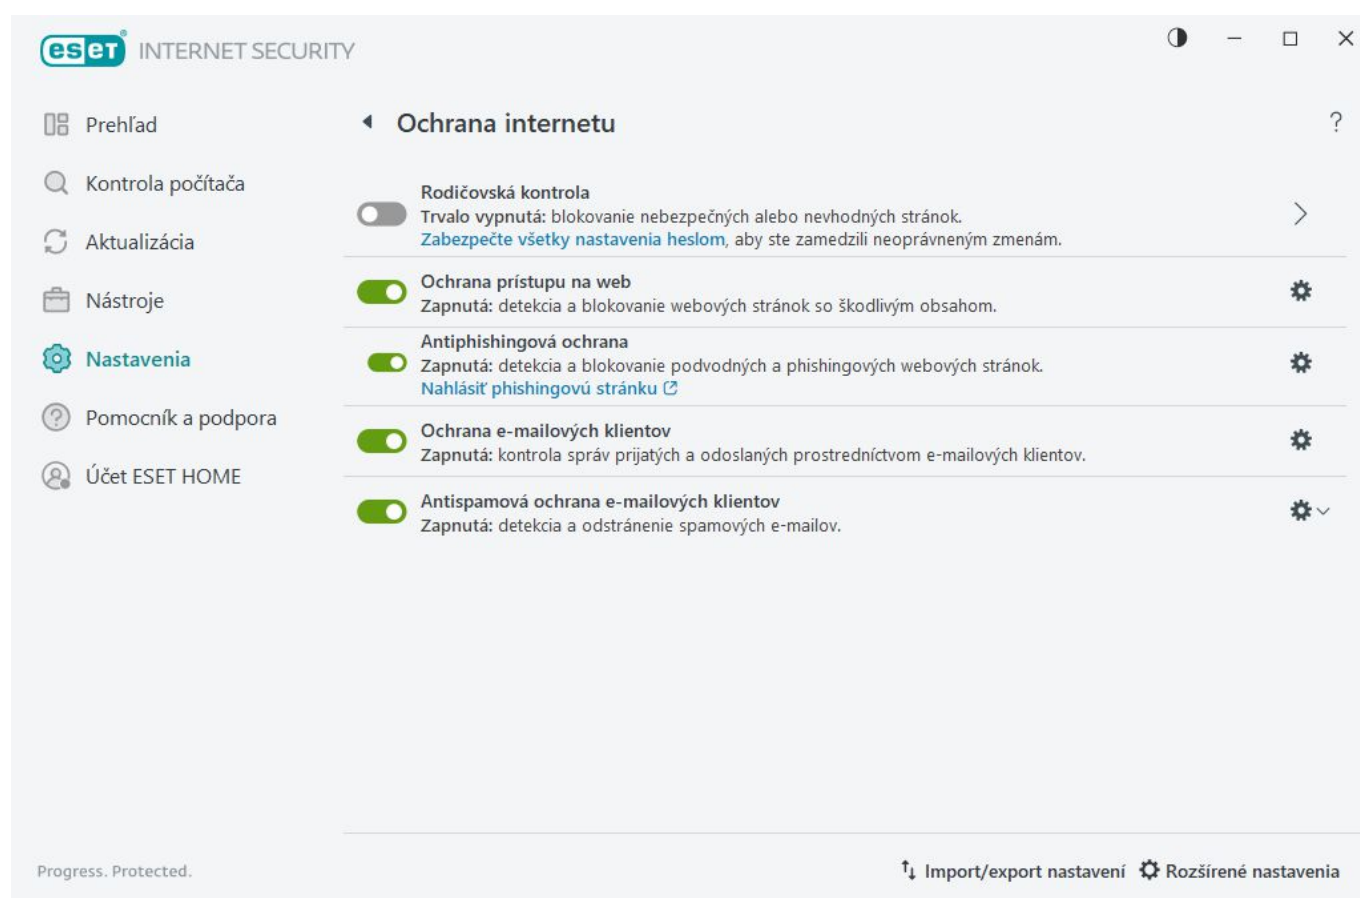 eset INTERNET SECURITY
Prehľad
Kontrola počítača
Aktualizácia
Nástroje
Nastavenia
Pomocník a podpora
Účet ESET HOME
Ochrana internetu
?
Rodičovská kontrola
Trvalo vypnutá: blokovanie nebezpečných alebo nevhodných stránok.
Zabezpečte všetky nastavenia heslom, aby ste zamedzili neoprávneným zmenám.
Ochrana prístupu na web
Zapnutá: detekcia a blokovanie webových stránok so škodlivým obsahom.
Antiphishingová ochrana
Zapnutá: detekcia a blokovanie podvodných a phishingových webových stránok.
Nahlásiť phishingovú stránku
Ochrana e-mailových klientov
Zapnutá: kontrola správ prijatých a odoslaných prostredníctvom e-mailových klientov.
Antispamová ochrana e-mailových klientov
Zapnutá: detekcia a odstránenie spamových e-mailov.
Progress. Protected.
Import/export nastavení Rozšírené nastavenia